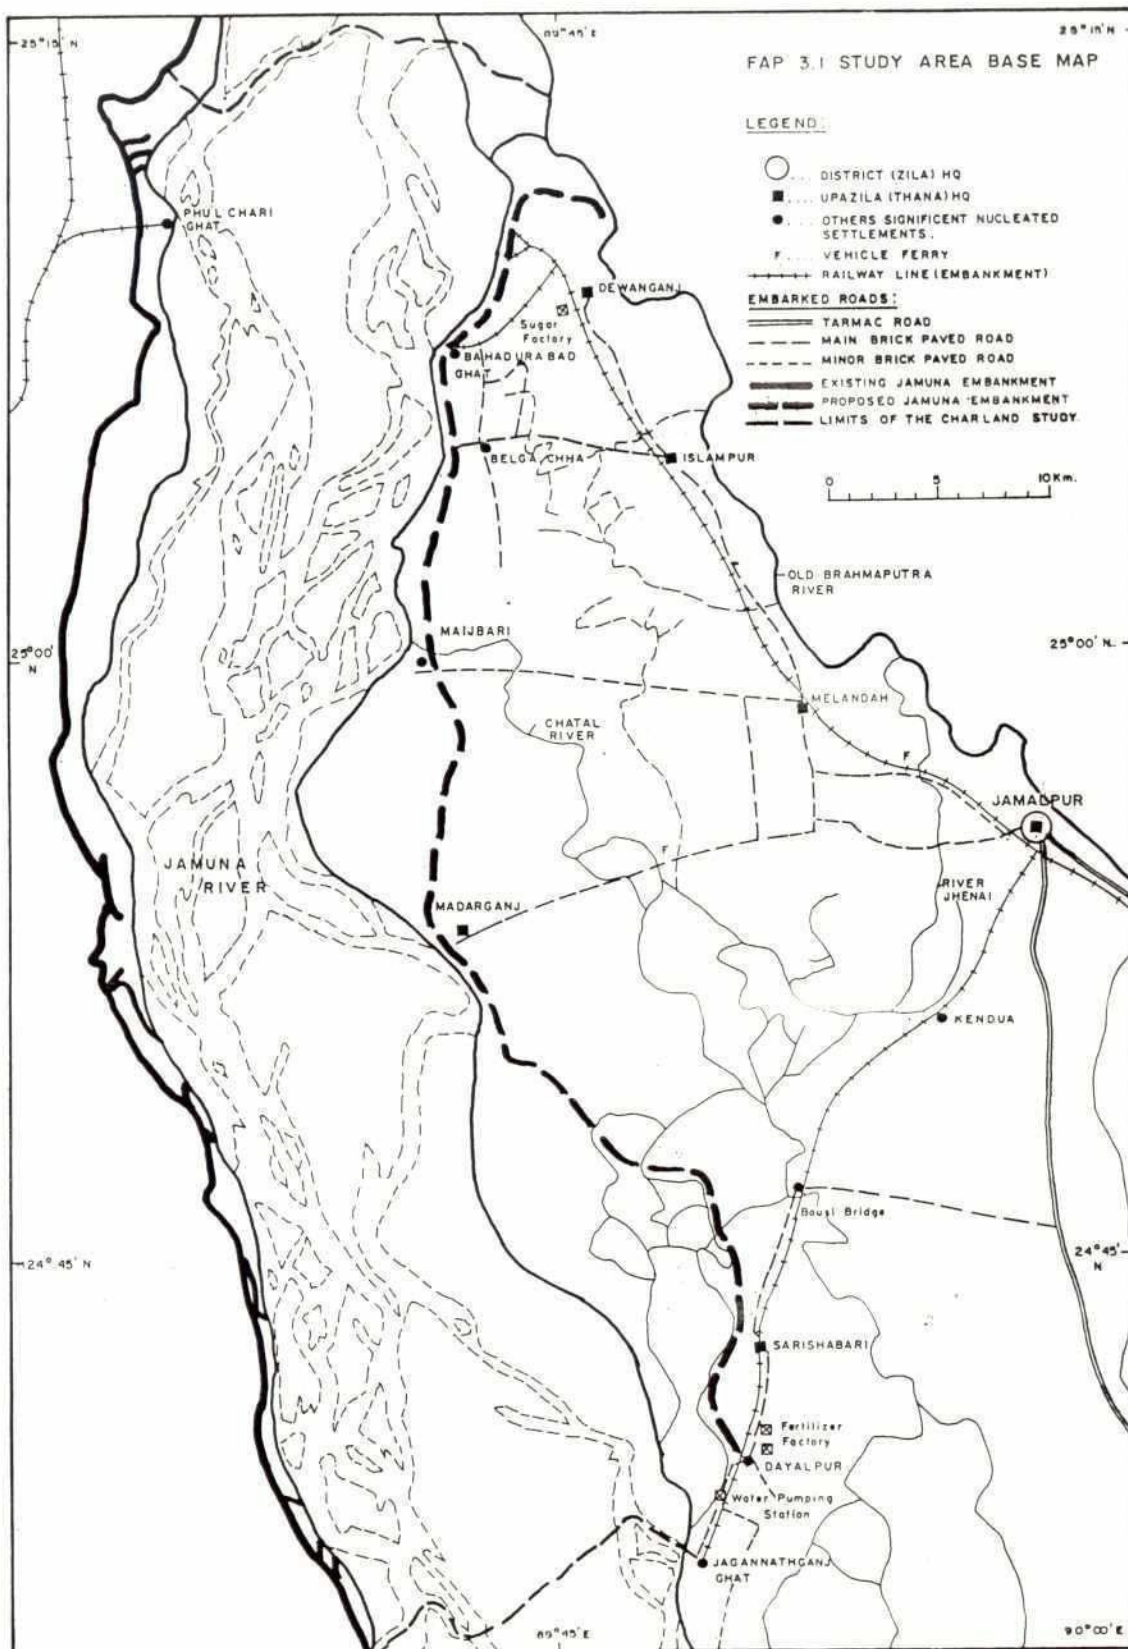 25°15' N
89°45' E
25°15' N
FAP 3.1 STUDY AREA BASE MAP
LEGEND:
DISTRICT (ZILA) HQ
UPAZILA (THANA) HQ
OTHERS SIGNIFICANT NUCLEATED
SETTLEMENTS.
F.... VEHICLE FERRY
RAILWAY LINE (EMBANKMENT)
EMBARKED ROADS:
TARMAC ROAD
MAIN BRICK PAVED ROAD
MINOR BRICK PAVED ROAD
EXISTING JAMUNA EMBANKMENT
PROPOSED JAMUNA EMBANKMENT
LIMITS OF THE CHARLAND STUDY
0 5 10 Km.
PHULCHARI
GHAT
DEWANGANJ
Sugar
Factory
BAHADURABAD
GHAT
BELGACHHA
ISLAMPUR
OLD BRAHMAPUTRA
RIVER
MAIJBARI
25°00'
N
25°00' N.
MELANDAH
CHATAL
RIVER
F
JAMALPUR
JAMUNA
RIVER
F
RIVER
JHENAI
MADARGANJ
KENDUA
Bousi Bridge
24°45' N
24°45'
N
SARISHABARI
Fertilizer
Factory
DAYALPUR
Water Pumping
Station
JAGANNATHGANJ
GHAT
89°45' E
90°00' E